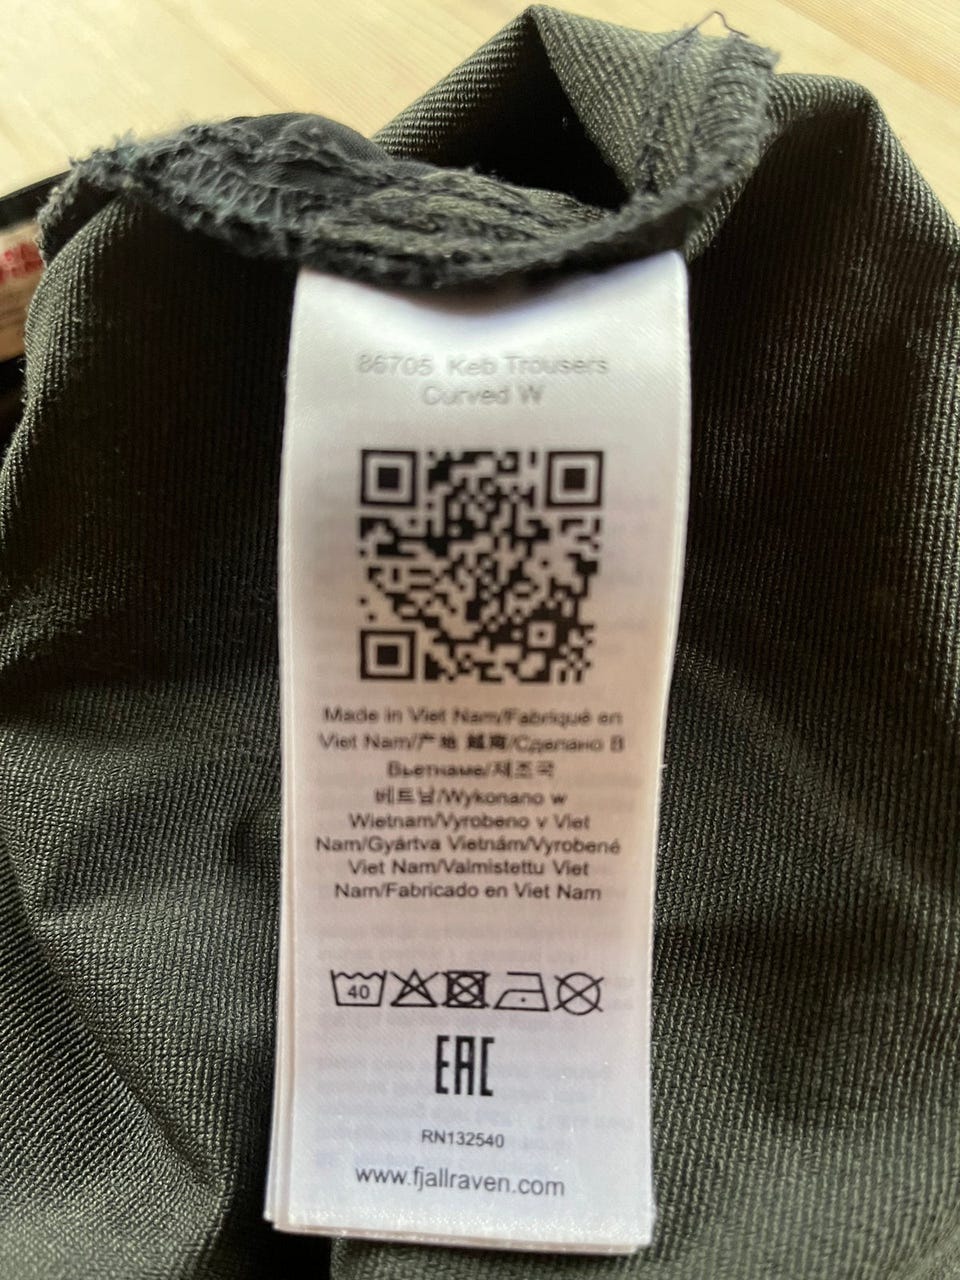 86705 Keb Trousers
Curved W
Made in Viet Nam/Fabriqué en
Viet Nam/产地 越南/Сделано В
Вьетнаме/제조국
베트남/Wykonano w
Wietnam/Vyrobeno v Viet
Nam/Gyártva Vietnám/Vyrobené
Viet Nam/Valmistettu Viet
Nam/Fabricado en Viet Nam
40
EAC
RN132540
www.fjallraven.com